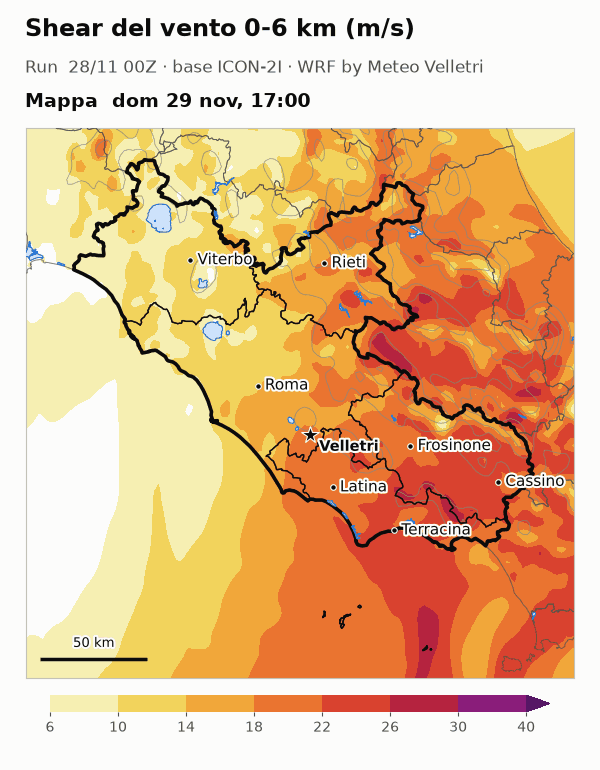 Shear del vento 0-6 km (m/s)
Run  28/11 00Z · base ICON-2I · WRF by Meteo Velletri
Mappa  dom 29 nov, 17:00
Viterbo
Rieti
Roma
Velletri
Frosinone
Latina
Cassino
Terracina
50 km
6 10 14 18 22 26 30 40